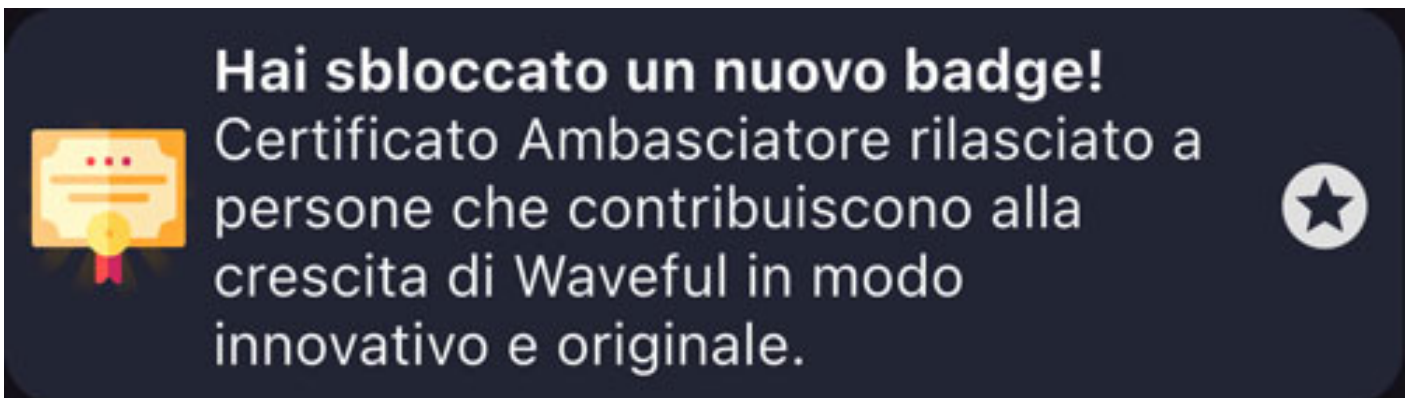 Hai sbloccato un nuovo badge!
Certificato Ambasciatore rilasciato a
persone che contribuiscono alla
crescita di Waveful in modo
innovativo e originale.